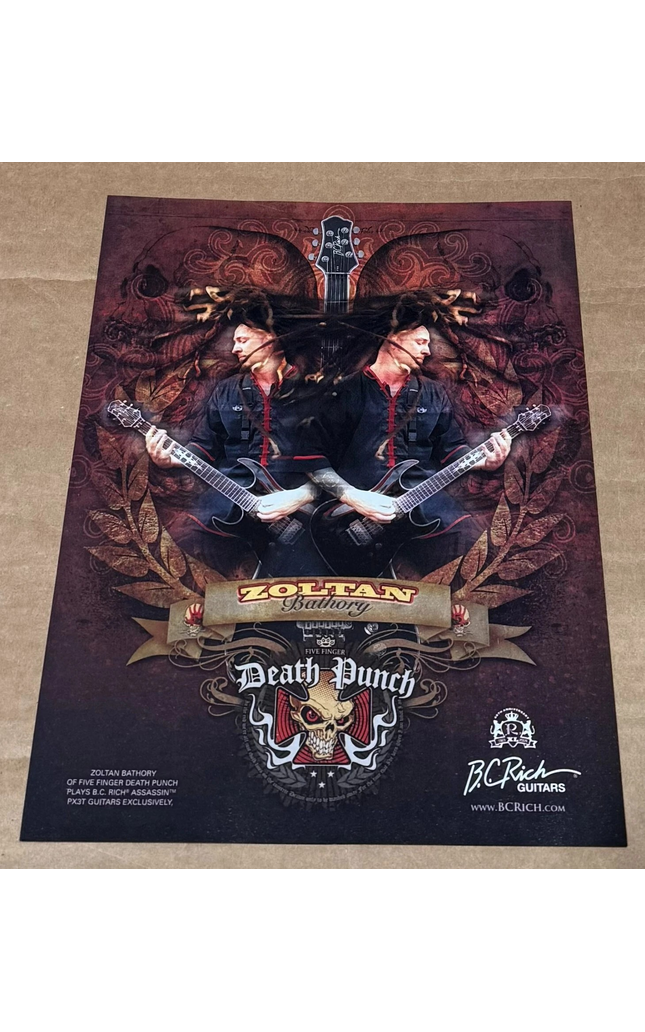 B.C.Rich
ZOLTAN
Bathory
FIVE FINGER
Death Punch
ZOLTAN BATHORY
OF FIVE FINGER DEATH PUNCH
PLAYS B.C. RICH® ASSASSIN™
PX3T GUITARS EXCLUSIVELY,
R
B.C.Rich™
GUITARS
WWW.BCRICH.COM